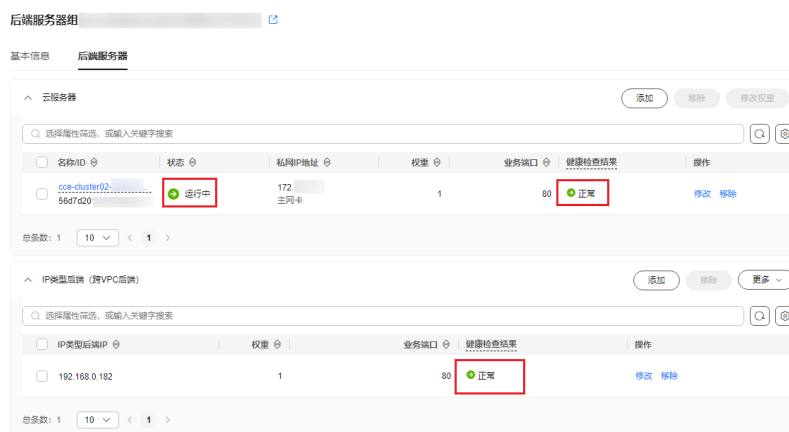 后端服务器组
基本信息 后端服务器
云服务器 添加 移除 修改权重
选择属性筛选，或输入关键字搜索
名称/ID 状态 私网IP地址 权重 业务端口 健康检查结果 操作
cce-cluster02- ... 运行中 172. 1 80 正常 修改 移除
56d7d20 主网卡
总条数: 1 10 1
IP类型后端（跨VPC后端） 添加 移除 更多
选择属性筛选，或输入关键字搜索
IP类型后端IP 权重 业务端口 健康检查结果 操作
192.168.0.182 1 80 正常 修改 移除
总条数: 1 10 1